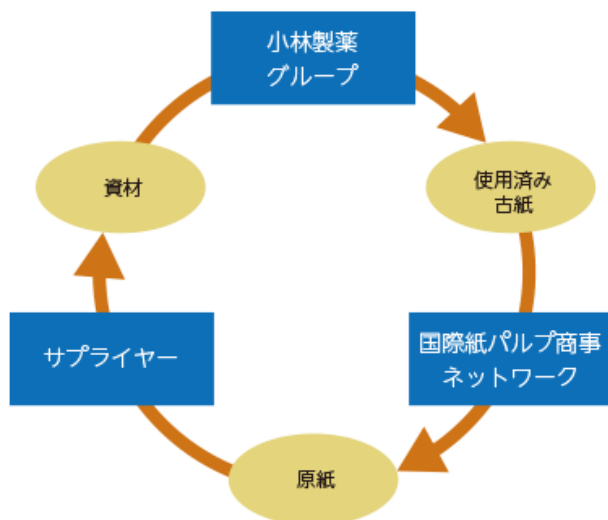 小林製薬
グループ
資材
使用済み
古紙
サプライヤー
国際紙パルプ商事
ネットワーク
原紙